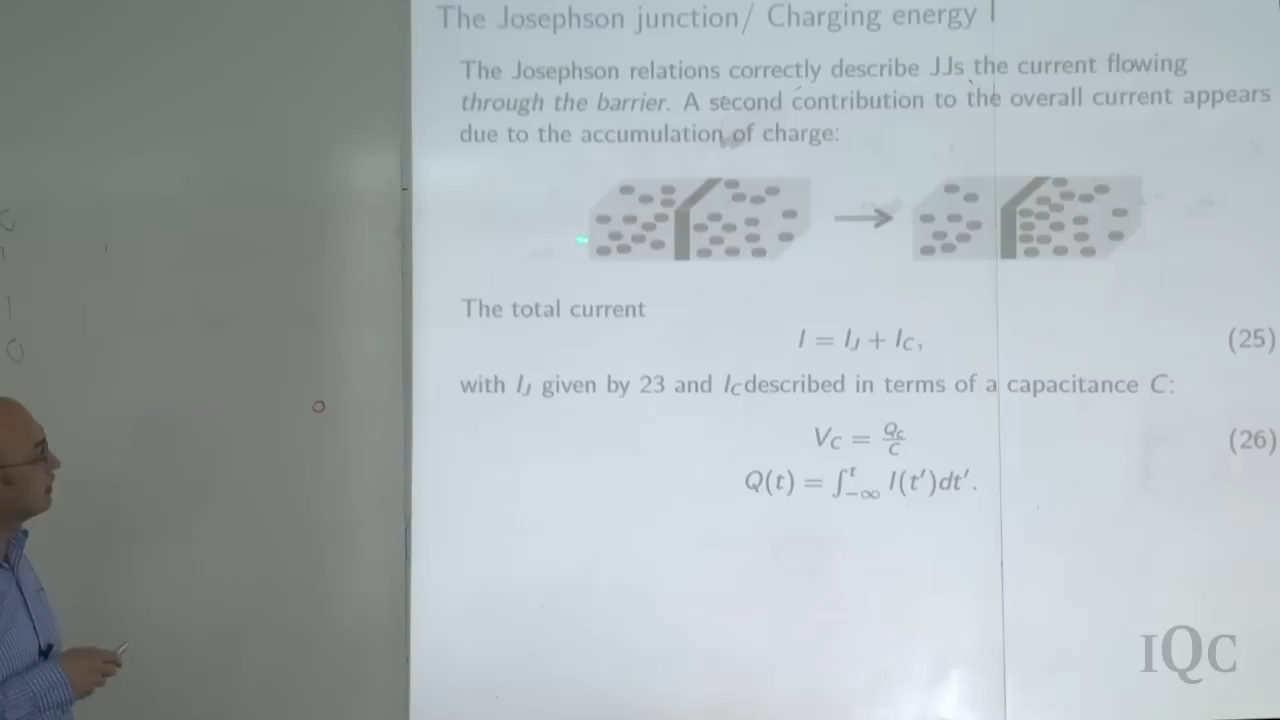 The Josephson junction/ Charging energy I
The Josephson relations correctly describe JJs the current flowing
through the barrier. A second contribution to the overall current appears
due to the accumulation of charge:
The total current
I = I_J + I_C, (25)
with I_J given by 23 and I_C described in terms of a capacitance C:
V_C = Q_C/C (26)
Q(t) = ∫_{-∞}^{t} I(t')dt'.
IQC